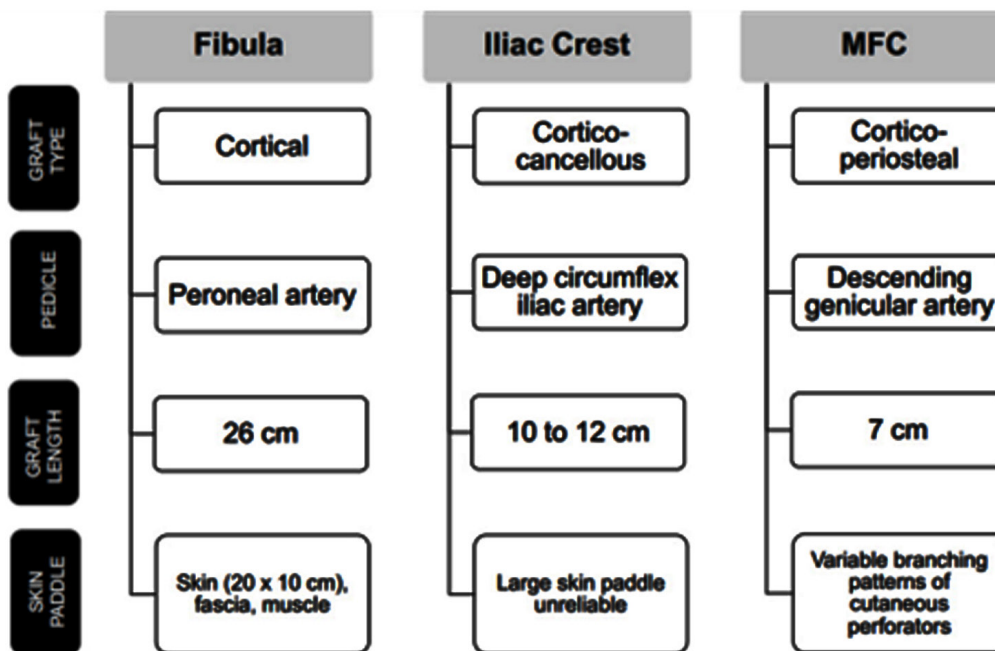 Fibula
Iliac Crest
MFC
GRAFT
TYPE
Cortical
Cortico-
cancellous
Cortico-
periosteal
PEDICLE
Peroneal artery
Deep circumflex
iliac artery
Descending
genicular artery
GRAFT
LENGTH
26 cm
10 to 12 cm
7 cm
SKIN
PADDLE
Skin (20 x 10 cm),
fascia, muscle
Large skin paddle
unreliable
Variable branching
patterns of
cutaneous
perforators